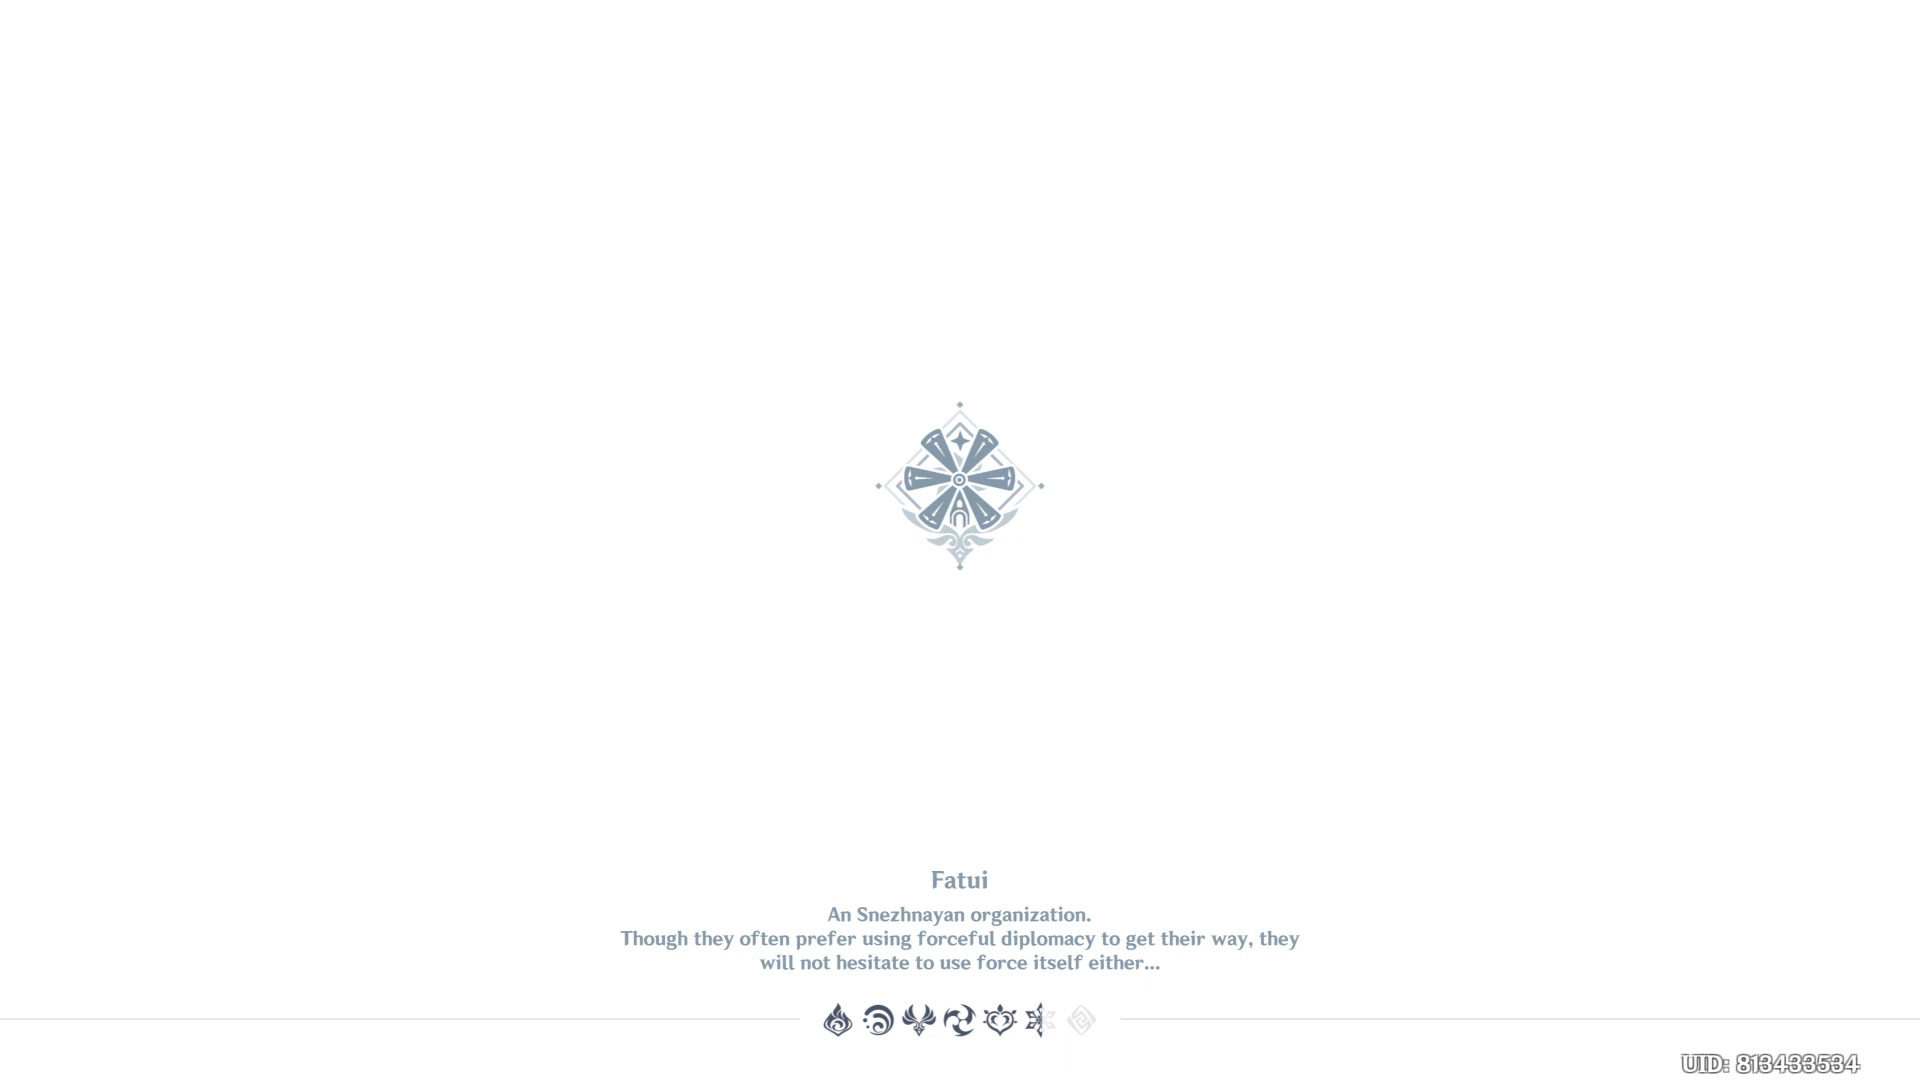 Fatui
An Snezhnayan organization.
Though they often prefer using forceful diplomacy to get their way, they
will not hesitate to use force itself either...
UID: 813433534